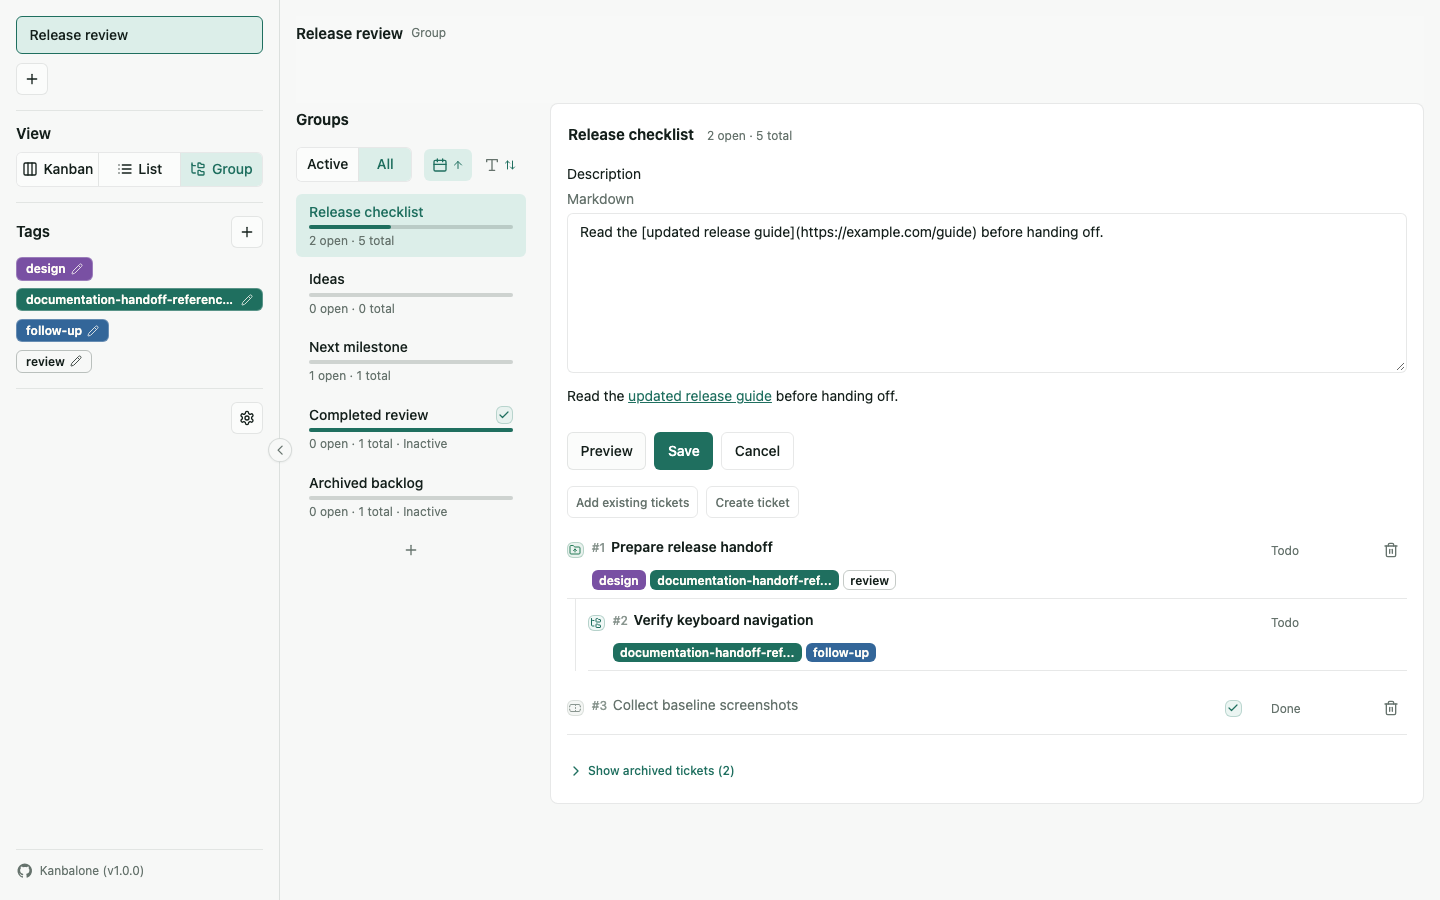 Release review
View
Kanban
List
Group
Tags
design
documentation-handoff-referenc...
follow-up
review
Kanbalone (v1.0.0)
Release review Group
Groups
Active
All
Release checklist
2 open · 5 total
Ideas
0 open · 0 total
Next milestone
1 open · 1 total
Completed review
0 open · 1 total · Inactive
Archived backlog
0 open · 1 total · Inactive
Release checklist 2 open · 5 total
Description
Markdown
Read the [updated release guide](https://example.com/guide) before handing off.
Read the updated release guide before handing off.
Preview
Save
Cancel
Add existing tickets
Create ticket
#1 Prepare release handoff Todo
design documentation-handoff-ref... review
#2 Verify keyboard navigation Todo
documentation-handoff-ref... follow-up
#3 Collect baseline screenshots Done
Show archived tickets (2)